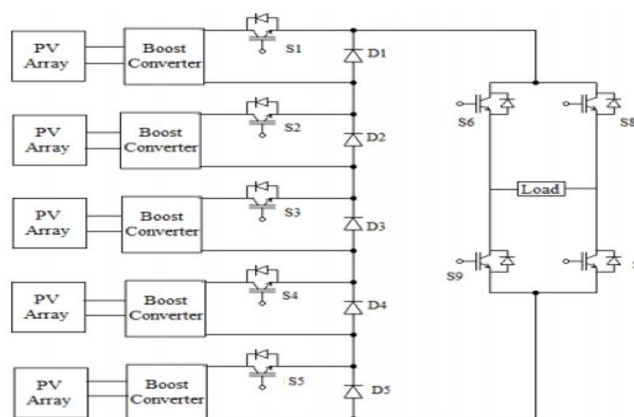 PV
Array
Boost
Converter
S1
D1
PV
Array
Boost
Converter
S2
D2
PV
Array
Boost
Converter
S3
D3
PV
Array
Boost
Converter
S4
D4
PV
Array
Boost
Converter
S5
D5
S6
S8
Load
S9